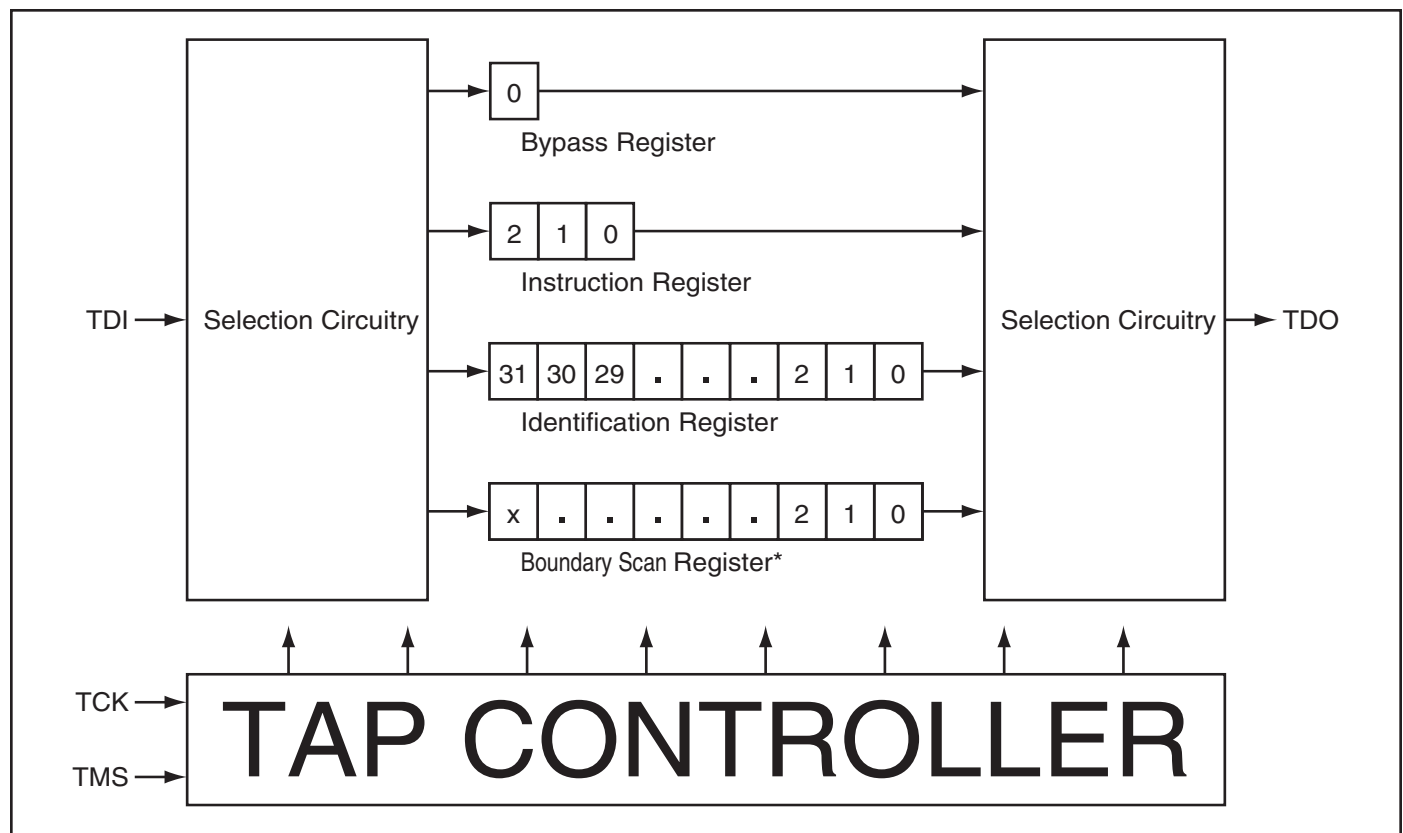 0
Bypass Register
2 1 0
Instruction Register
TDI
Selection Circuitry
Selection Circuitry
TDO
31 30 29 . . . 2 1 0
Identification Register
x . . . . . 2 1 0
Boundary Scan Register*
TCK
TMS
TAP CONTROLLER